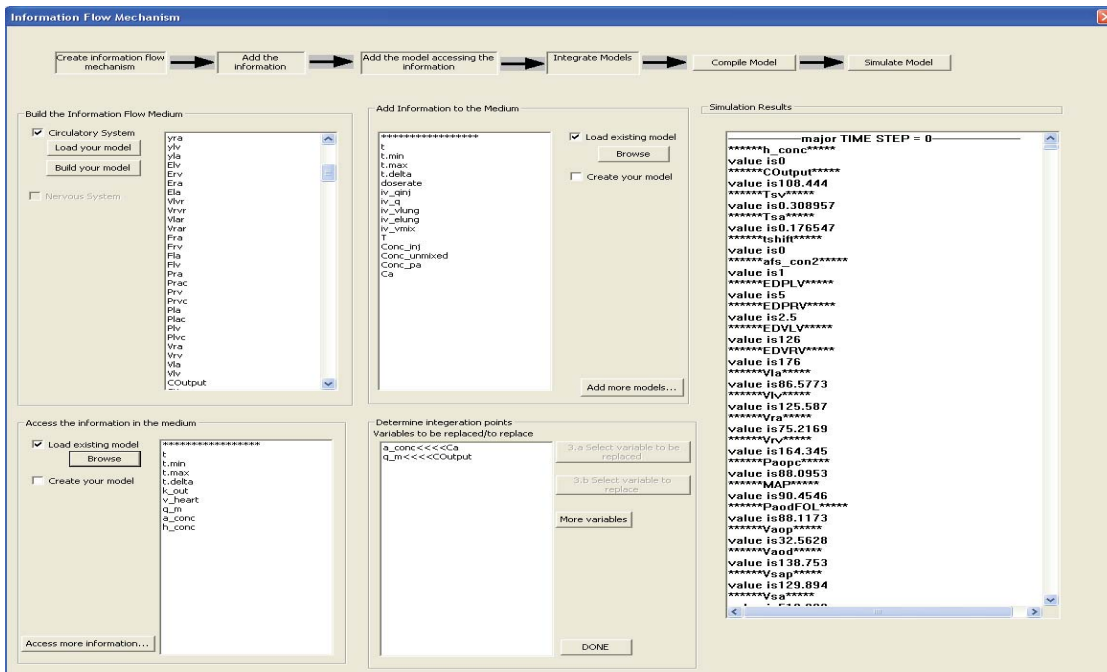 Information Flow Mechanism
Create information flow
mechanism
Add the
information
Add the model accessing the
information
Integrate Models
Compile Model
Simulate Model
Build the Information Flow Medium
Circulatory System
Load your model
Build your model
Nervous System
yra
ylv
yla
Elv
Erv
Era
Ela
Vlvr
Vrvr
Vlar
Vrar
Fra
Frv
Fla
Flv
Pra
Prac
Prv
Prvc
Pla
Plac
Plv
Plvc
Vra
Vrv
Vla
Vlv
COutput
Add Information to the Medium
*****************
t
t.min
t.max
t.delta
doserate
iv_qinj
iv_q
iv_vlung
iv_elung
iv_vmix
T
Conc_inj
Conc_unmixed
Conc_pa
Ca
Load existing model
Browse
Create your model
Add more models...
Access the information in the medium
Load existing model
Browse
Create your model
Access more information...
*****************
t
t.min
t.max
t.delta
k_out
v_heart
q_m
a_conc
h_conc
Determine integeration points
Variables to be replaced/to replace
a_conc<<<<Ca
q_m<<<<COutput
3.a Select variable to be
replaced
3.b Select variable to
replace
More variables
DONE
Simulation Results
----------------major TIME STEP = 0----------------
******h_conc*****
value is0
******COutput*****
value is108.444
******Tsv*****
value is0.308957
******Tsa*****
value is0.176547
******tshift*****
value is0
******afs_con2*****
value is1
******EDPLV*****
value is5
******EDPRV*****
value is2.5
******EDVLV*****
value is126
******EDVRV*****
value is176
******Vla*****
value is86.5773
******Vlv*****
value is125.587
******Vra*****
value is75.2169
******Vrv*****
value is164.345
******Paopc*****
value is88.0953
******MAP*****
value is90.4546
******PaodFOL*****
value is88.1173
******Vaop*****
value is32.5628
******Vaod*****
value is138.753
******Vsap*****
value is129.894
******Vsa*****